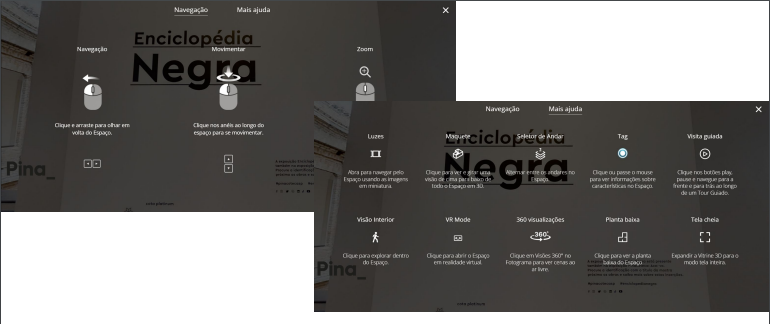 Navegação Mais ajuda
Enciclopédia
Negra
Navegação Movimentar Zoom
Clique e arraste para olhar em
volta do Espaço.
Clique nos anéis ao longo do
espaço para se movimentar.
Pina_
Navegação Mais ajuda
Enciclopédia
Negra
Luzes Maquete Seletor de Andar Tag Visita guiada
Abra para navegar pelo
Espaço usando as imagens
em miniatura.
Clique para ver e girar uma
visão de cima para baixo de
todo o Espaço em 3D.
Alternar entre os andares no
Espaço.
Clique ou passe o mouse
para ver informações sobre
características no Espaço.
Clique nos botões play,
pause e navegue para a
frente e para trás ao longo
de um Tour Guiado.
Visão Interior VR Mode 360 visualizações Planta baixa Tela cheia
360°
Clique para explorar dentro
do Espaço.
Clique para abrir o Espaço
em realidade virtual.
Clique em Visões 360° no
Fotograma para ver cenas ao
ar livre.
Clique para ver a planta
baixa do Espaço
Expandir a Vitrine 3D para o
modo tela inteira.
Pina_